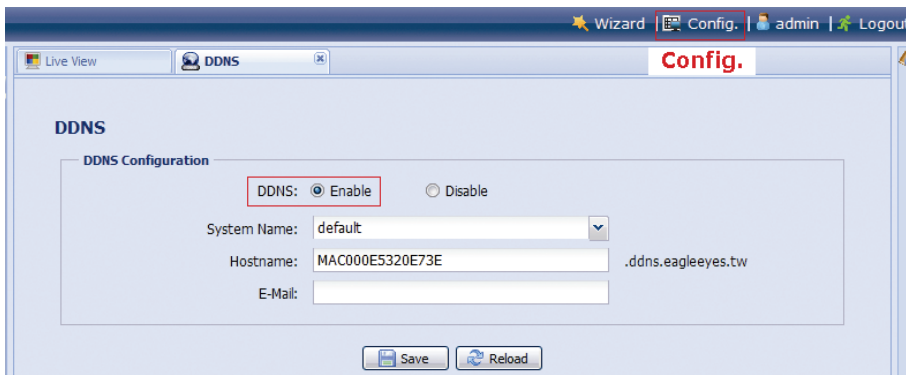 Wizard | Config. | admin | Logout
Live View DDNS
Config.
DDNS
DDNS Configuration
DDNS: Enable Disable
System Name: default
Hostname: MAC000E5320E73E .ddns.eagleeyes.tw
E-Mail:
Save Reload